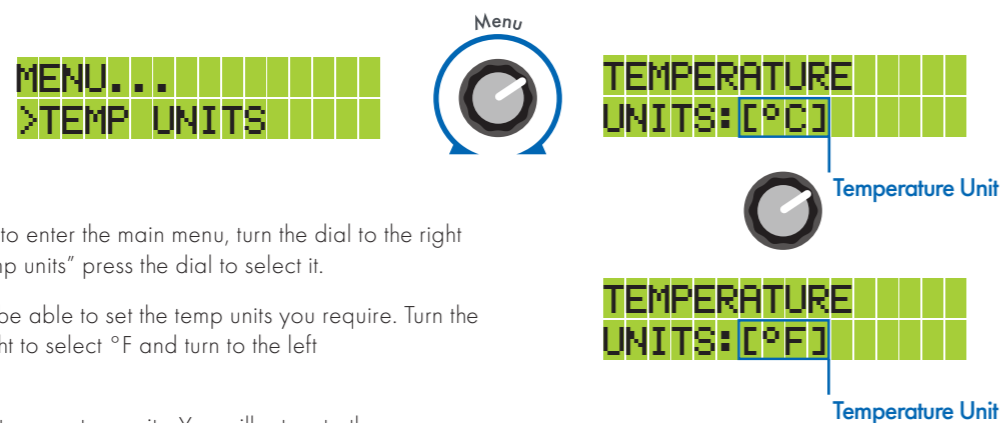 Menu
MENU...
>TEMP UNITS
TEMPERATURE
UNITS:[°C]
Temperature Unit
to enter the main menu, turn the dial to the right
units” press the dial to select it.
be able to set the temp units you require. Turn the
to select °F and turn to the left
TEMPERATURE
UNITS:[°F]
Temperature Unit